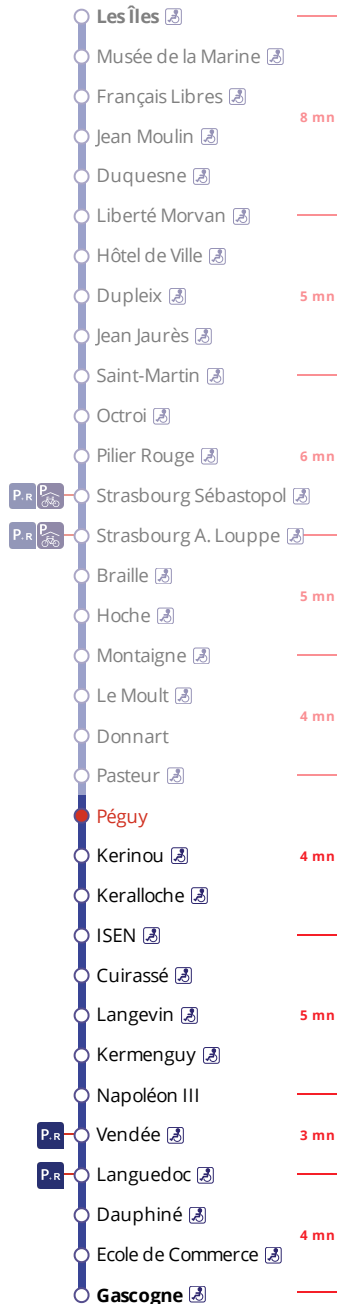 Les Îles
Musée de la Marine
Français Libres
8 mn
Jean Moulin
Duquesne
Liberté Morvan
Hôtel de Ville
Dupleix 5 mn
Jean Jaurès
Saint-Martin
Octroi
Pilier Rouge 6 mn
P+R P Strasbourg Sébastopol
P+R P Strasbourg A. Louppe
Braille
5 mn
Hoche
Montaigne
Le Moult
4 mn
Donnart
Pasteur
Péguy
Kerinou 4 mn
Keralloche
ISEN
Cuirassé
Langevin 5 mn
Kermenguy
Napoléon III
P+R Vendée 3 mn
P+R Languedoc
Dauphiné
4 mn
Ecole de Commerce
Gascogne